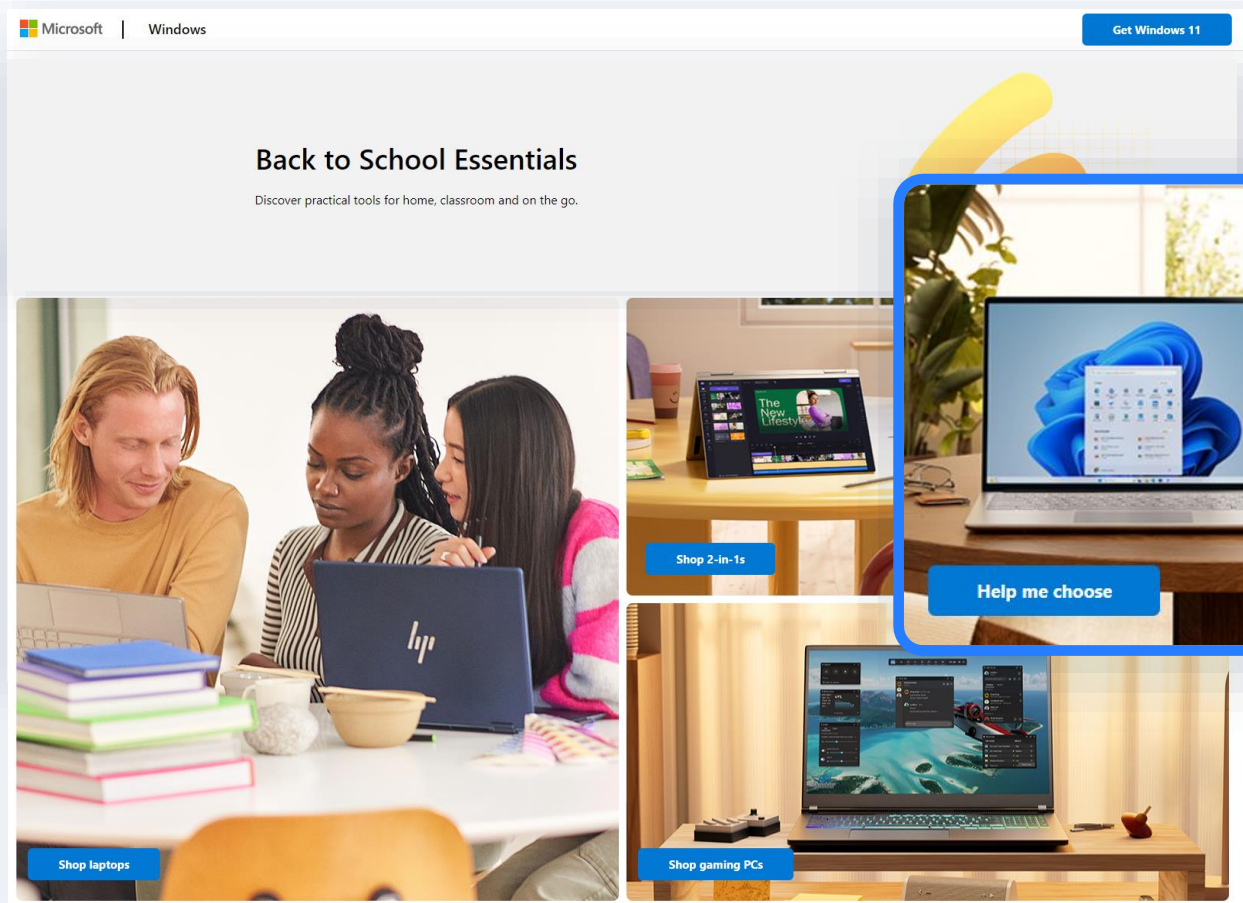 Microsoft
Windows
Get Windows 11
Back to School Essentials
Discover practical tools for home, classroom and on the go.
The
New
Lifestyle
hp
Shop 2-in-1s
Help me choose
Shop laptops
Shop gaming PCs